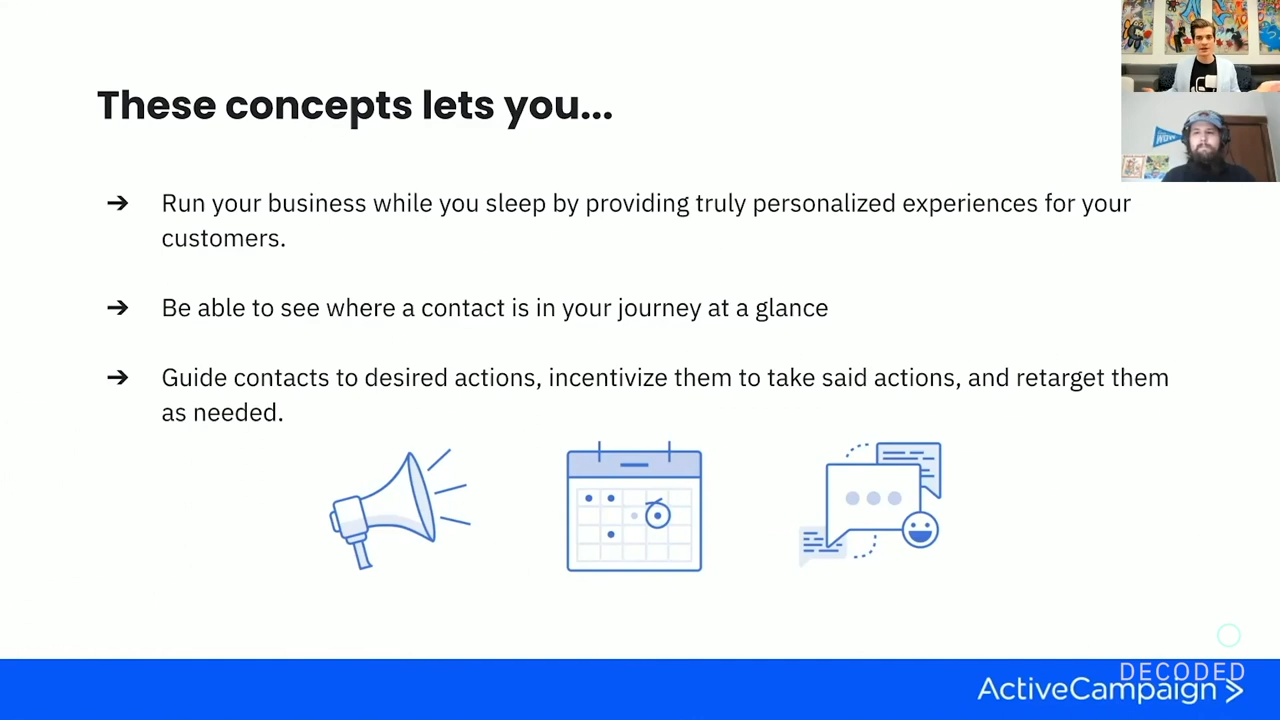 These concepts lets you...
➔ Run your business while you sleep by providing truly personalized experiences for your
customers.
➔ Be able to see where a contact is in your journey at a glance
➔ Guide contacts to desired actions, incentivize them to take said actions, and retarget them
as needed.
DECODED
ActiveCampaign >